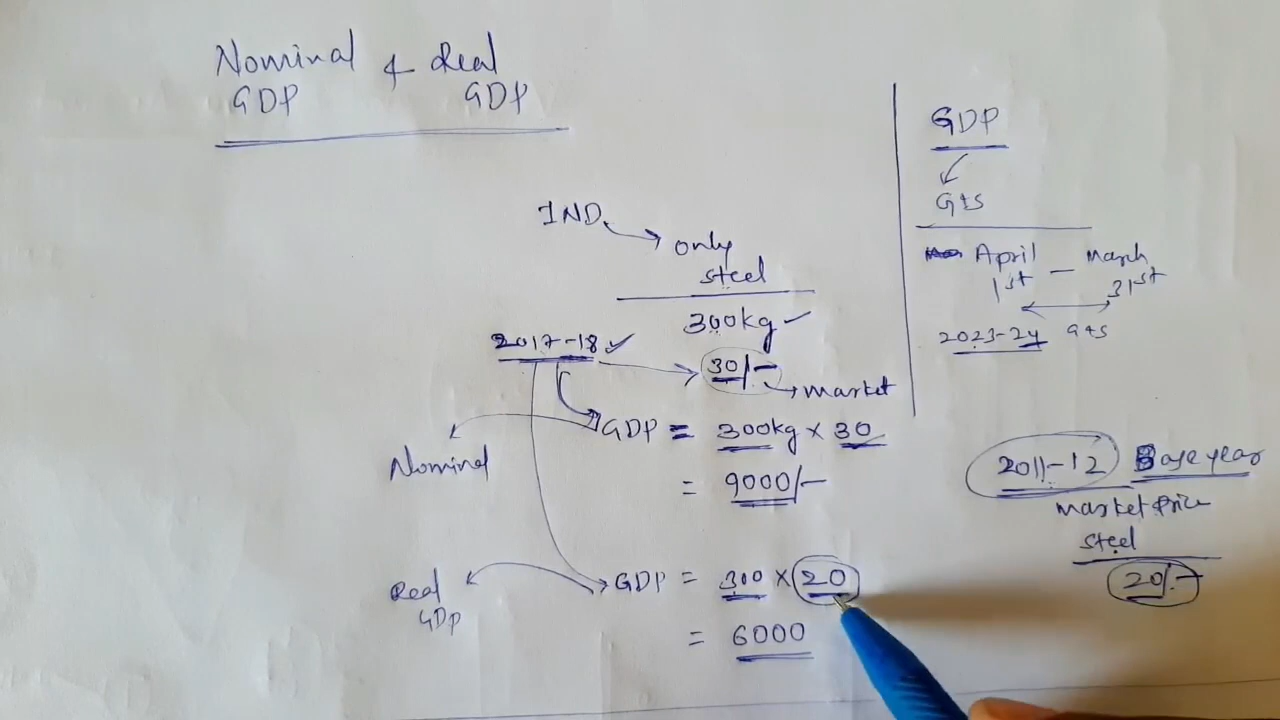 Nominal & Real
GDP GDP
IND
only
steel
300kg
2017-18
30/-
market
GDP = 300kg × 30
Nominal
= 9000/-
GDP = 300 × 20
Real
GDP
= 6000
GDP
G+S
April — March
1st 31st
2023-24 G+S
2011-12 Base year
market price
steel
20/-